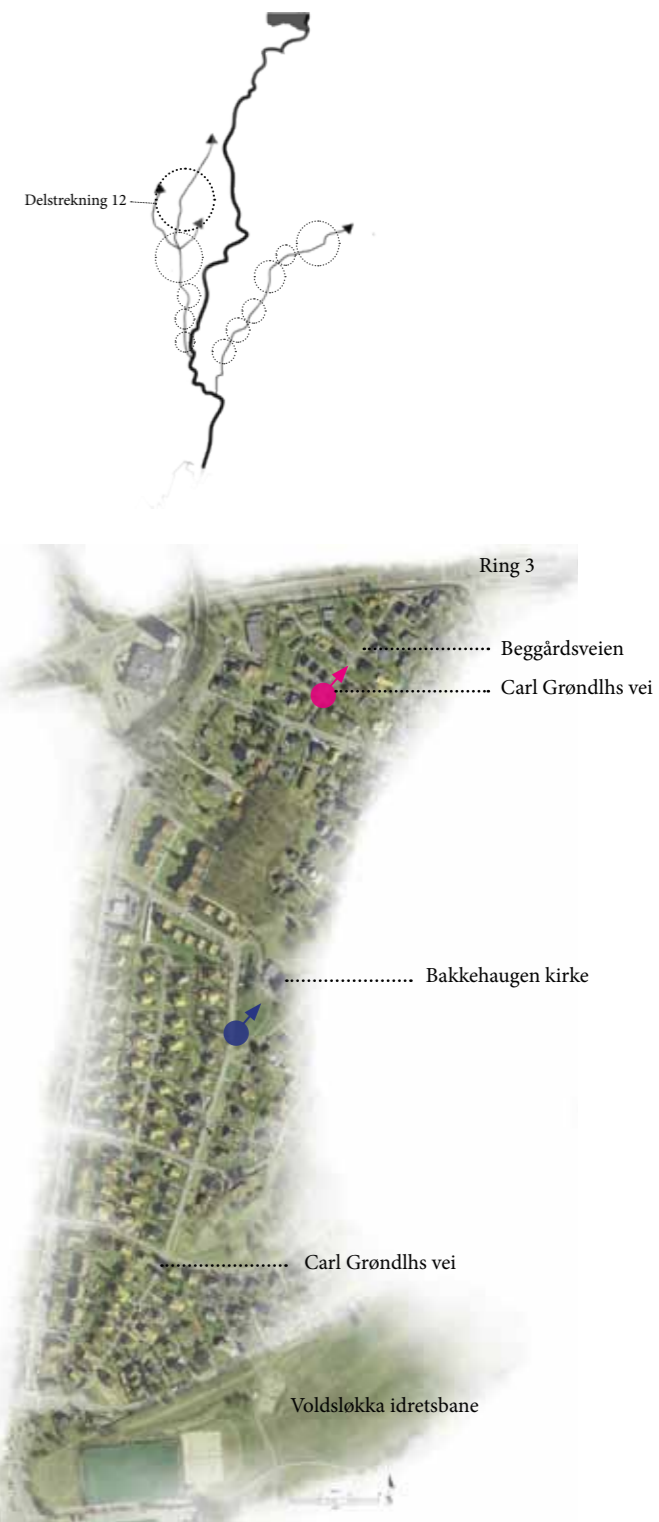 Delstrekning 12
Ring 3
Beggårdsveien
Carl Grøndlhs vei
Bakkehaugen kirke
Carl Grøndlhs vei
Voldsløkka idretsbane